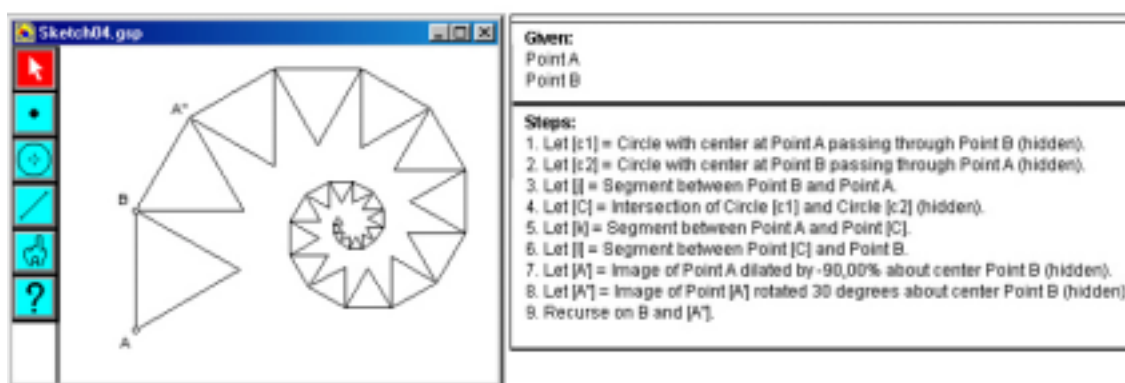 Sketch04.gsp
A"
B
A
Given:
Point A
Point B
Steps:
1. Let [c1] = Circle with center at Point A passing through Point B (hidden).
2. Let [c2] = Circle with center at Point B passing through Point A (hidden).
3. Let [j] = Segment between Point B and Point A.
4. Let [C] = Intersection of Circle [c1] and Circle [c2] (hidden).
5. Let [k] = Segment between Point A and Point [C].
6. Let [l] = Segment between Point [C] and Point B.
7. Let [A'] = Image of Point A dilated by -90,00% about center Point B (hidden).
8. Let [A"] = Image of Point [A'] rotated 30 degrees about center Point B (hidden)
9. Recurse on B and [A"].